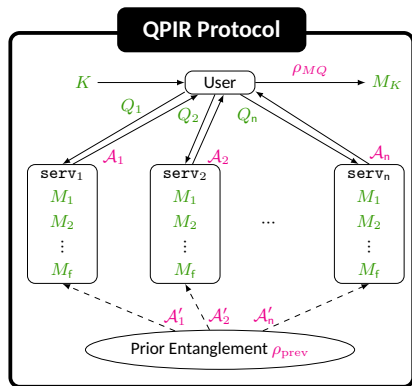 QPIR Protocol
K User ρ_MQ M_K
Q_1 Q_2 Q_n
𝒜_1 𝒜_2 𝒜_n
serv_1 serv_2 serv_n
M_1 M_1 M_1
M_2 M_2 ... M_2
⋮ ⋮ ⋮
M_f M_f M_f
𝒜′_1 𝒜′_2 𝒜′_n
Prior Entanglement ρ_prev